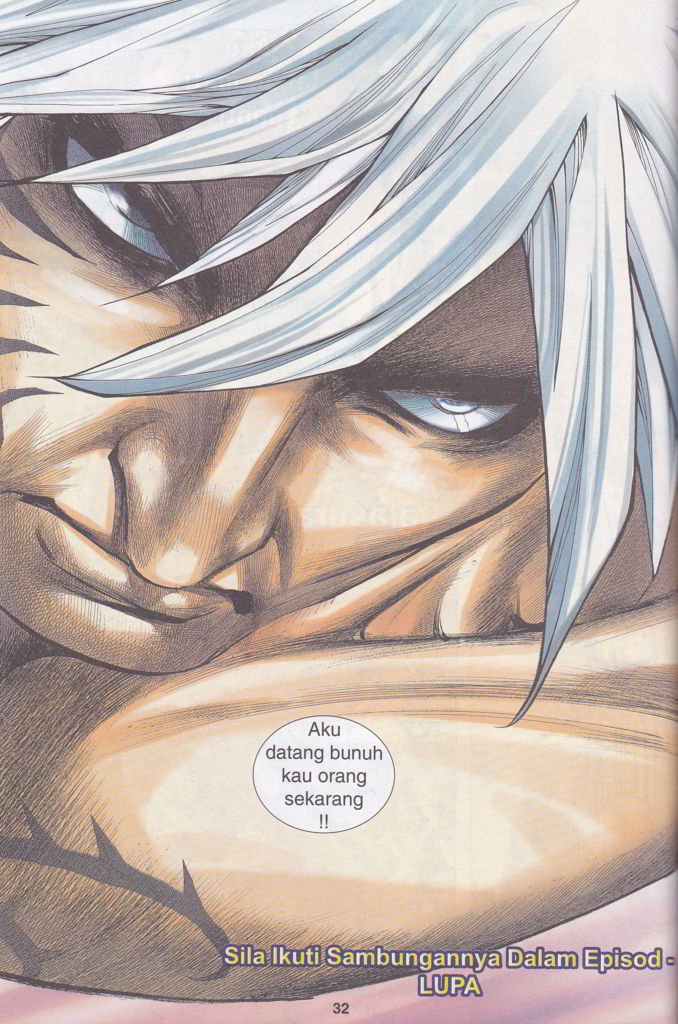 Aku
datang bunuh
kau orang
sekarang
!!
Sila Ikuti Sambungannya Dalam Episod -
LUPA
32